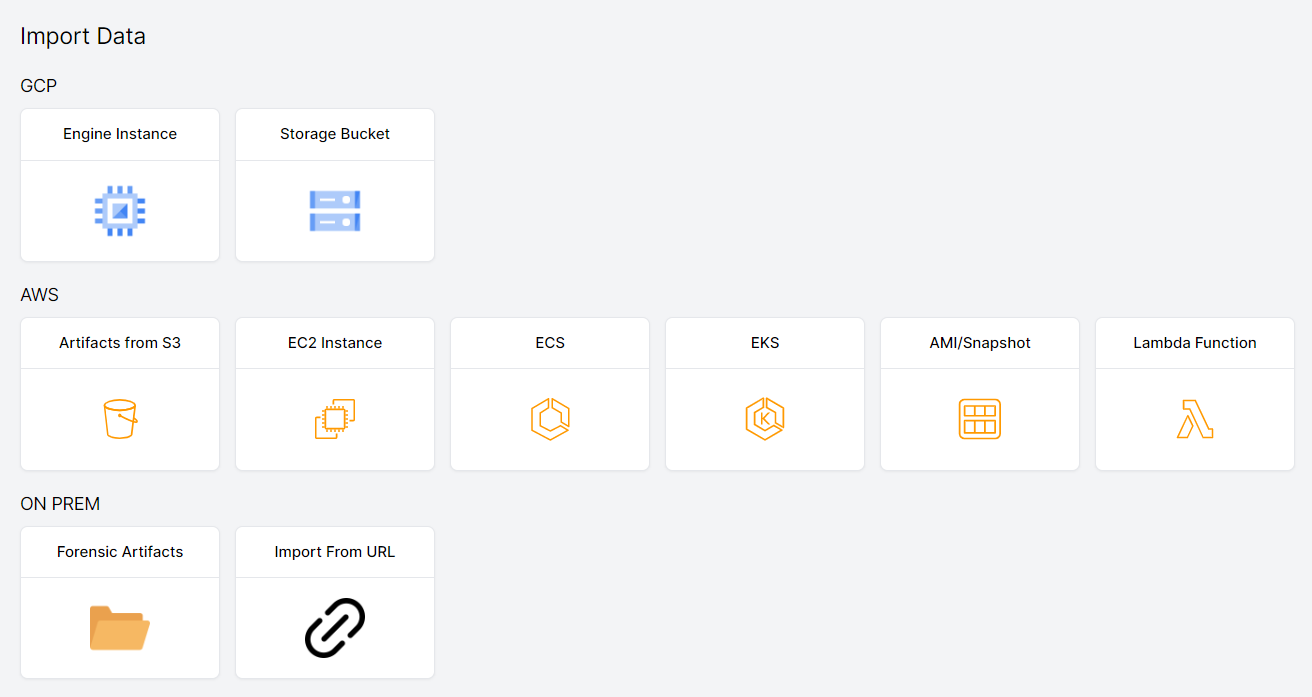 Import Data
GCP
Engine Instance
Storage Bucket
AWS
Artifacts from S3
EC2 Instance
ECS
EKS
AMI/Snapshot
Lambda Function
K
ON PREM
Forensic Artifacts
Import From URL